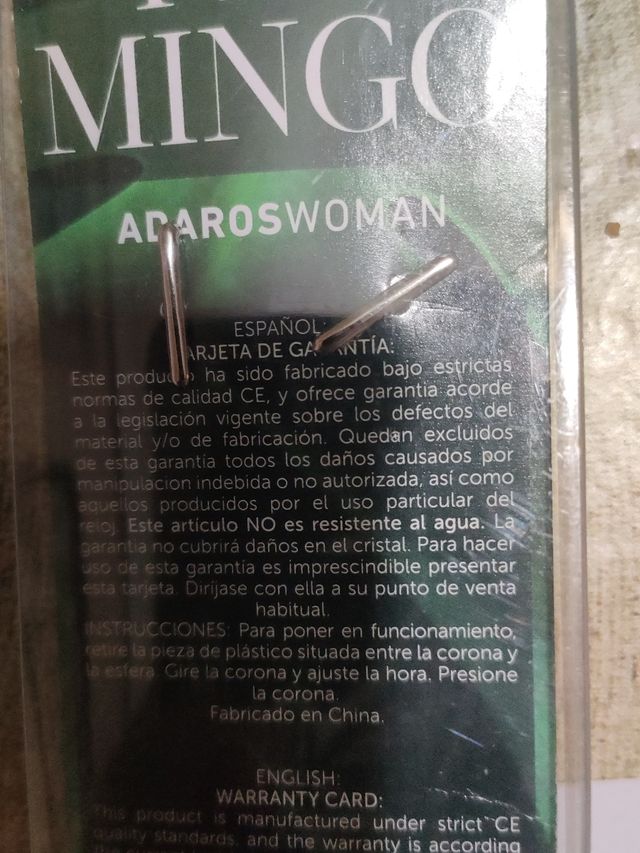 MINGO
ADAROSWOMAN
ESPAÑOL:
TARJETA DE GARANTÍA:
Este producto ha sido fabricado bajo estrictas
normas de calidad CE, y ofrece garantia acorde
a la legislación vigente sobre los defectos del
material y/o de fabricación. Quedan excluidos
de esta garantía todos los daños causados por
manipulacion indebida o no autorizada, así como
aquellos producidos por el uso particular del
reloj. Este artículo NO es resistente al agua. La
garantia no cubrirá daños en el cristal. Para hacer
uso de esta garantía es imprescindible presentar
esta tarjeta. Diríjase con ella a su punto de venta
habitual.
INSTRUCCIONES: Para poner en funcionamiento,
retire la pieza de plástico situada entre la corona y
la esfera. Gire la corona y ajuste la hora. Presione
la corona.
Fabricado en China.
ENGLISH:
WARRANTY CARD:
This product is manufactured under strict CE
quality standards, and the warranty is according